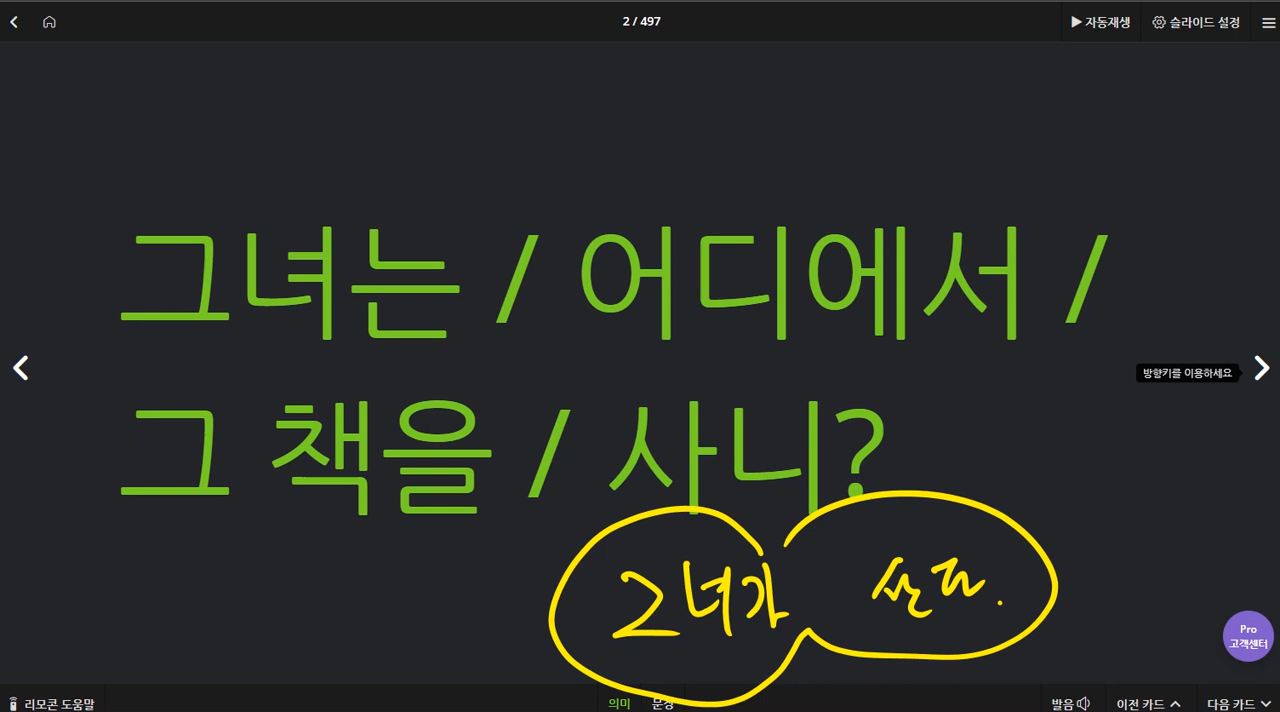 2 / 497
▶ 자동재생
슬라이드 설정
그녀는 / 어디에서 /
그 책을 / 사니?
방향키를 이용하세요
그녀가 산다.
Pro
고객센터
리모콘 도움말
의미
문장
발음
이전 카드
다음 카드